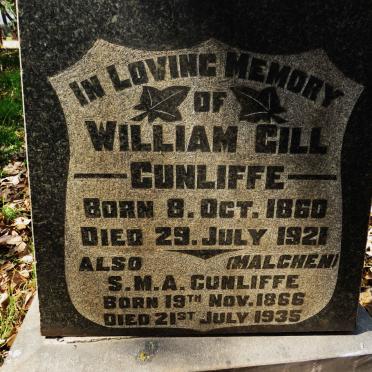 IN LOVING MEMORY
OF
WILLIAM GILL
CUNLIFFE
BORN 8. OCT. 1860
DIED 29. JULY 1921
ALSO (MALCHEN)
S.M.A. CUNLIFFE
BORN 19TH NOV. 1866
DIED 21ST JULY 1935